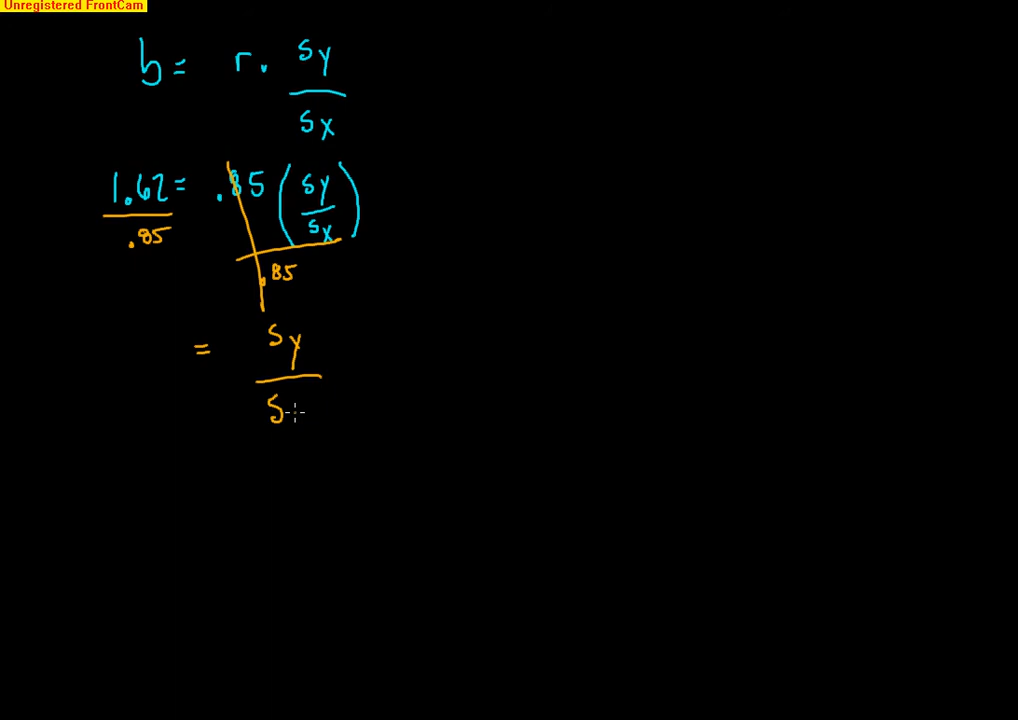 Unregistered FrontCam
b = r. sy
sx
1.62 = .85 ( sy
sx )
.85
.85
= sy
s